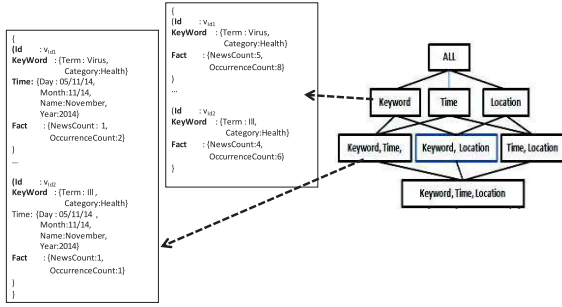 {
(Id : v_id1
KeyWord : {Term : Virus,
Category:Health}
Time: {Day : 05/11/14,
Month:11/14,
Name:November,
Year:2014}
Fact : {NewsCount : 1,
OccurrenceCount:2}
)
...
(Id : v_id2
KeyWord : {Term : Ill ,
Category:Health}
Time: {Day : 05/11/14 ,
Month:11/14,
Name:November,
Year:2014}
Fact : {NewsCount:1,
OccurrenceCount:1}
)
}
{
(Id : v_id1
KeyWord : {Term : Virus,
Category:Health}
Fact : {NewsCount:5,
OccurrenceCount:8}
)
...
(Id : v_id2
KeyWord : {Term : Ill,
Category:Health}
Fact : {NewsCount:4,
OccurrenceCount:6}
}
ALL
Keyword
Time
Location
Keyword, Time,
Keyword, Location
Time, Location
Keyword, Time, Location